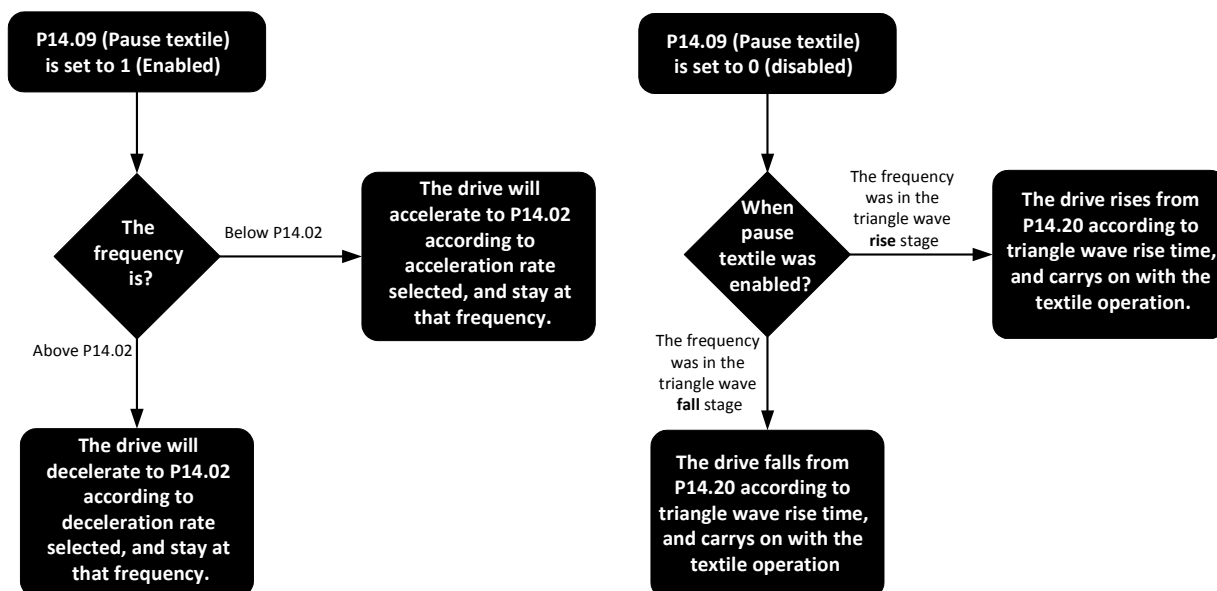 P14.09 (Pause textile)
is set to 1 (Enabled)
The
frequency
is?
Below P14.02
The drive will
accelerate to P14.02
according to
acceleration rate
selected, and stay at
that frequency.
Above P14.02
The drive will
decelerate to P14.02
according to
deceleration rate
selected, and stay at
that frequency.
P14.09 (Pause textile)
is set to 0 (disabled)
When
pause
textile was
enabled?
The frequency
was in the
triangle wave
rise stage
The drive rises from
P14.20 according to
triangle wave rise time,
and carrys on with the
textile operation.
The frequency
was in the
triangle wave
fall stage
The drive falls from
P14.20 according to
triangle wave rise time,
and carrys on with the
textile operation